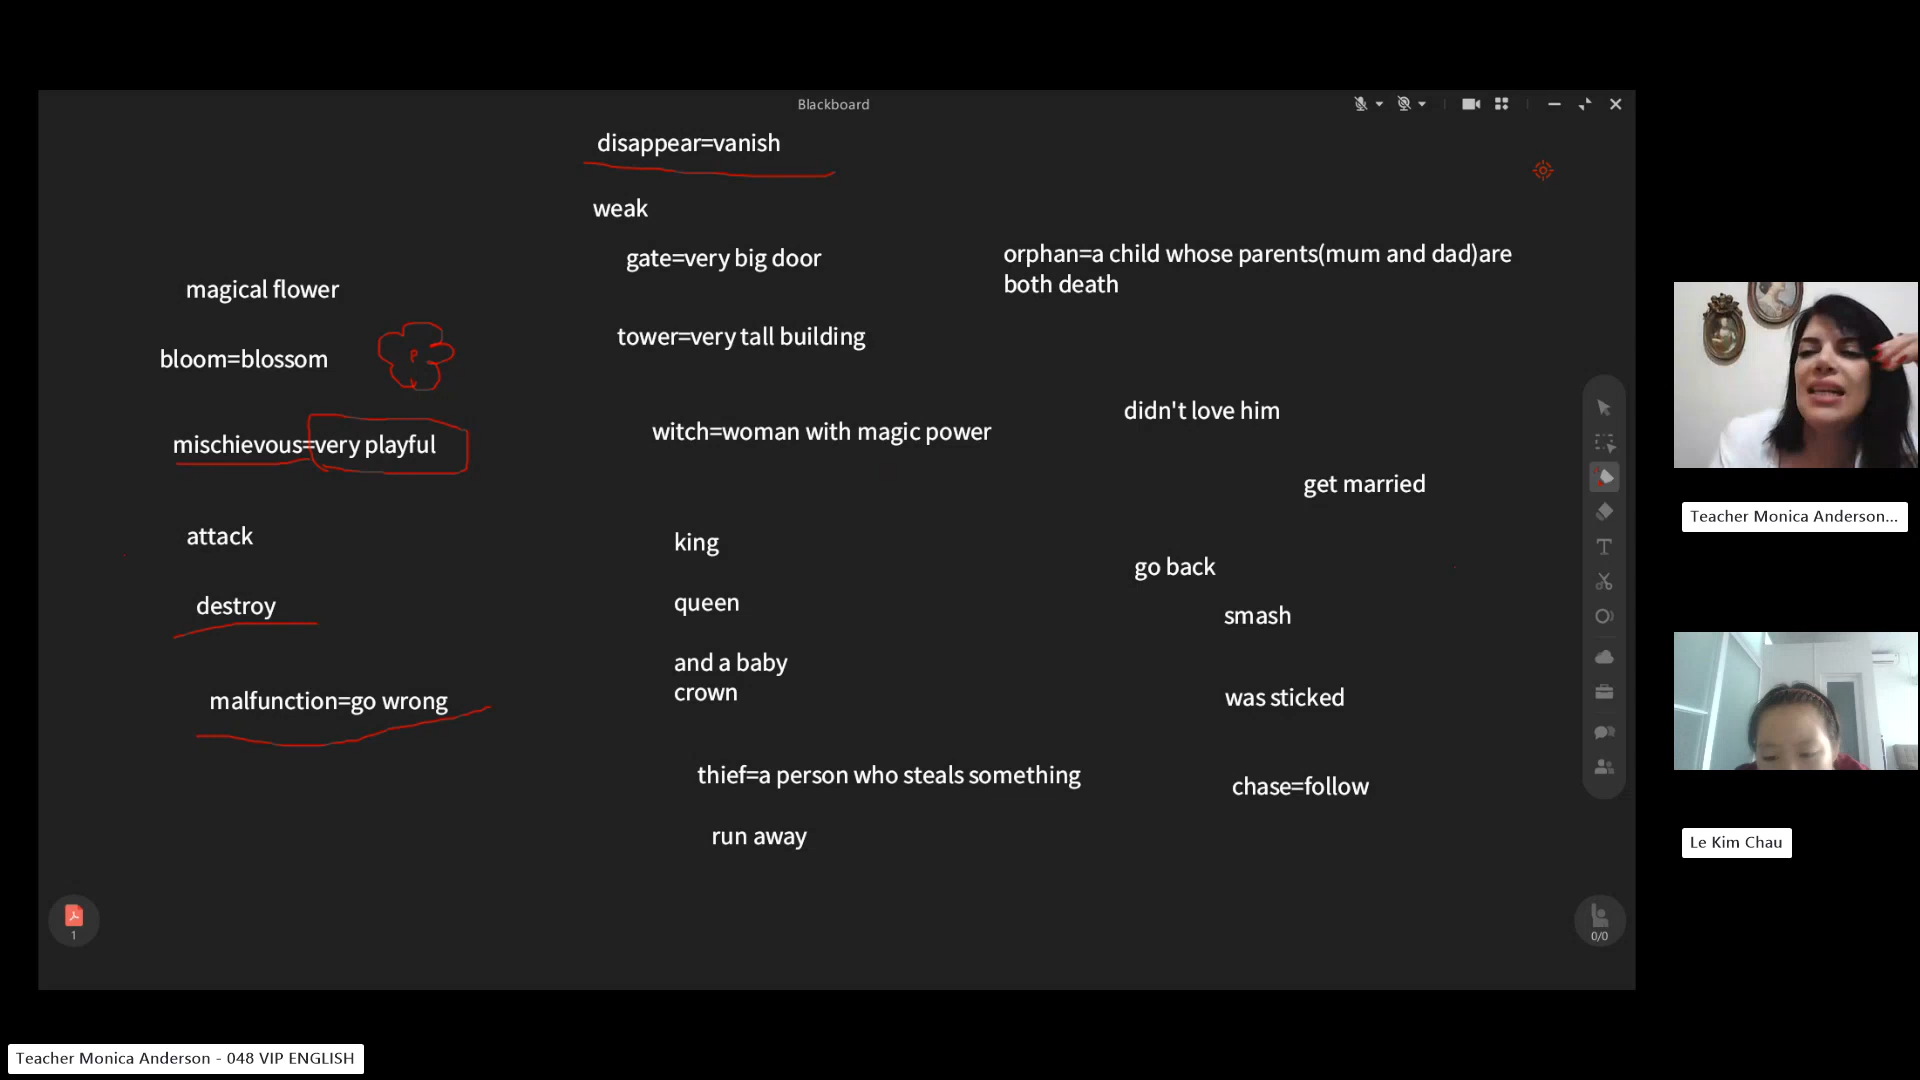 Blackboard
disappear=vanish
weak
gate=very big door
orphan=a child whose parents(mum and dad)are
both death
magical flower
tower=very tall building
bloom=blossom
P
didn't love him
witch=woman with magic power
mischievous=very playful
get married
attack
king
go back
destroy
queen
smash
and a baby
crown
malfunction=go wrong
was sticked
thief=a person who steals something
chase=follow
run away
1
0/0
Teacher Monica Anderson...
Le Kim Chau
Teacher Monica Anderson - 048 VIP ENGLISH